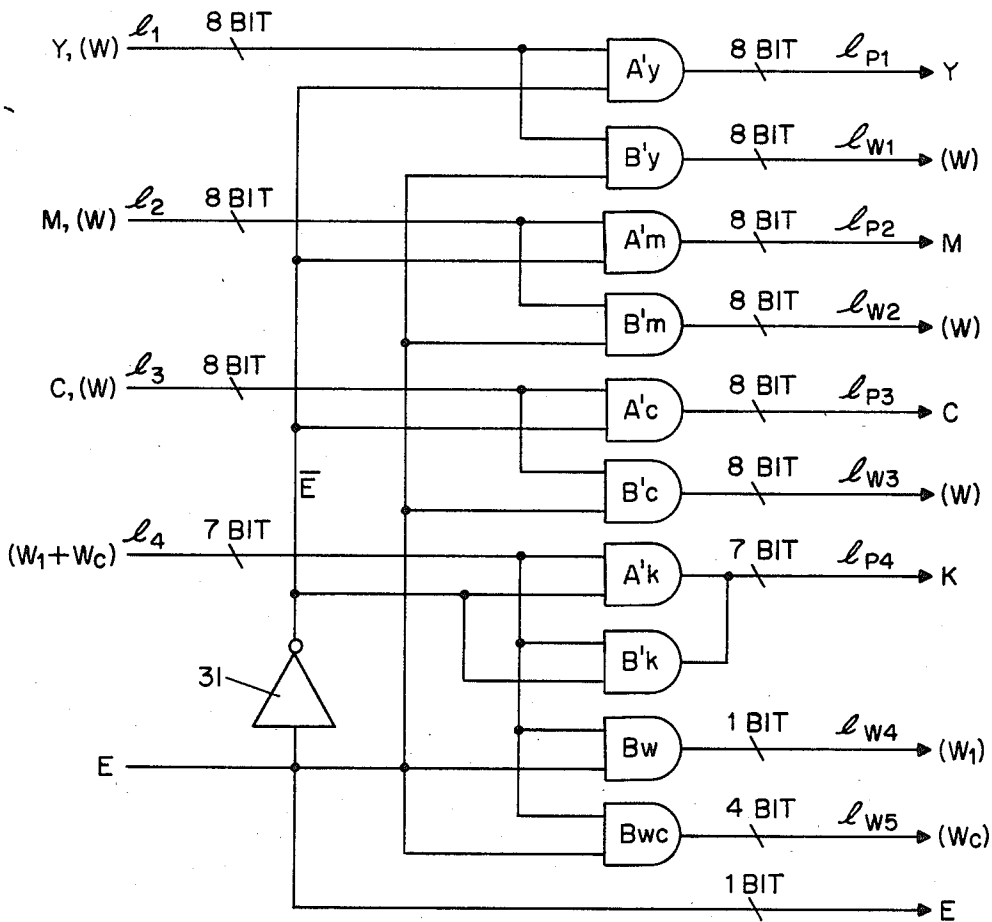 Y, (W) ℓ1 8 BIT A'y 8 BIT ℓP1 Y
B'y 8 BIT ℓW1 (W)
M, (W) ℓ2 8 BIT A'm 8 BIT ℓP2 M
B'm 8 BIT ℓW2 (W)
C, (W) ℓ3 8 BIT A'c 8 BIT ℓP3 C
E̅ B'c 8 BIT ℓW3 (W)
(W1+Wc) ℓ4 7 BIT A'k 7 BIT ℓP4 K
B'k
31
E Bw 1 BIT ℓW4 (W1)
Bwc 4 BIT ℓW5 (Wc)
1 BIT E